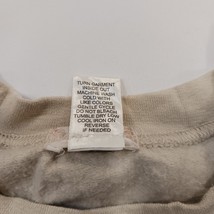 TURN GARMENT
INSIDE OUT
MACHINE WASH
COLD WITH
LIKE COLORS
GENTLE CYCLE
DO NOT BLEACH
TUMBLE DRY LOW
COOL IRON ON
REVERSE
IF NEEDED